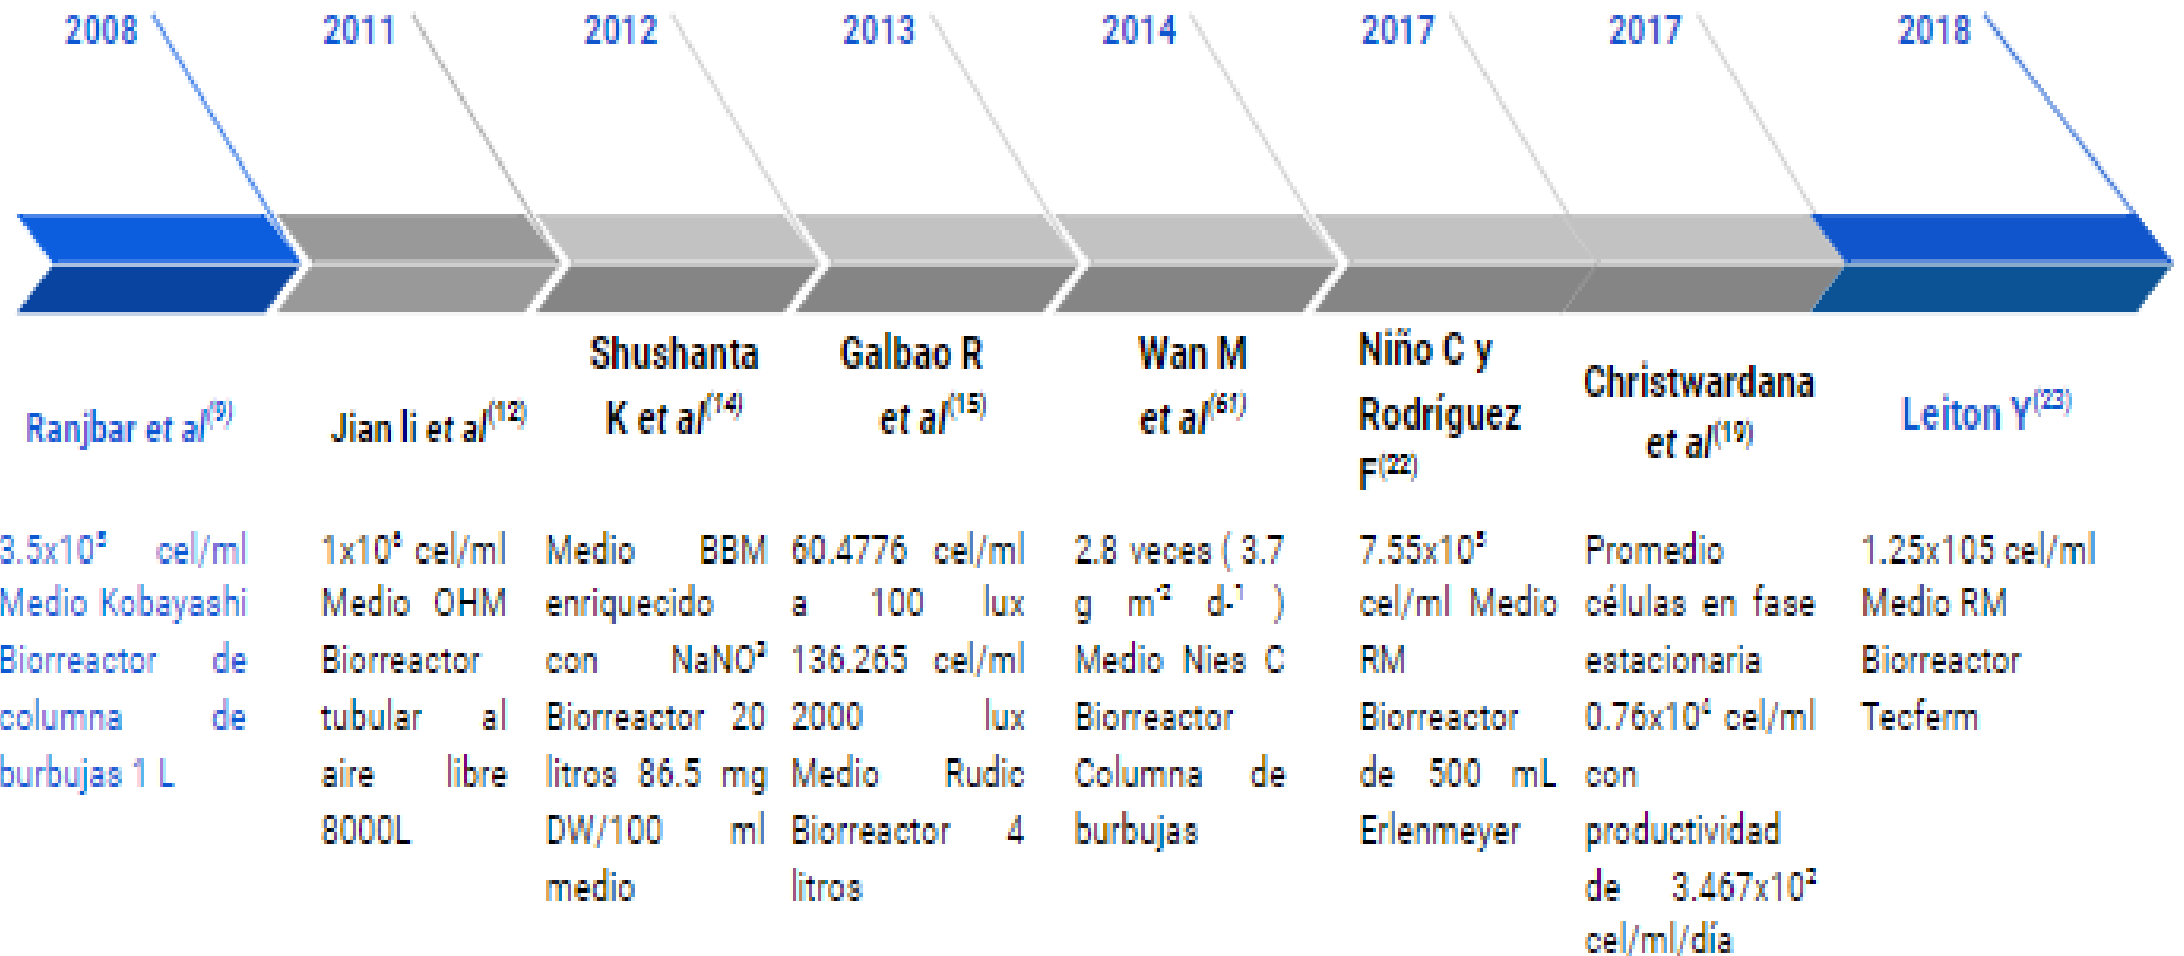 2008
2011
2012
2013
2014
2017
2017
2018
Ranjbar et al(9)
Jian li et al(12)
Shushanta
K et al(14)
Galbao R
et al(15)
Wan M
et al(61)
Niño C y
Rodríguez
F(22)
Christwardana
et al(19)
Leiton Y(23)
3.5x10⁵ cel/ml
Medio Kobayashi
Biorreactor de
columna de
burbujas 1 L
cel/ml
Medio OHM
Biorreactor
tubular al
aire libre
8000L
Medio BBM
enriquecido
con NaNO³
Biorreactor 20
litros 86.5 mg
DW/100 ml
medio
60.4776 cel/ml
a 100 lux
136.265 cel/ml
2000 lux
Medio Rudic
Biorreactor 4
litros
2.8 veces ( 3.7
g m⁻² d-¹ )
Medio Nies C
Biorreactor
Columna de
burbujas
7.55x10⁵
cel/ml Medio
RM
Biorreactor
de 500 mL
Erlenmeyer
Promedio
células en fase
estacionaria
cel/ml
con
productividad
de 3.467x10²
cel/ml/día
1.25x105 cel/ml
Medio RM
Biorreactor
Tecferm